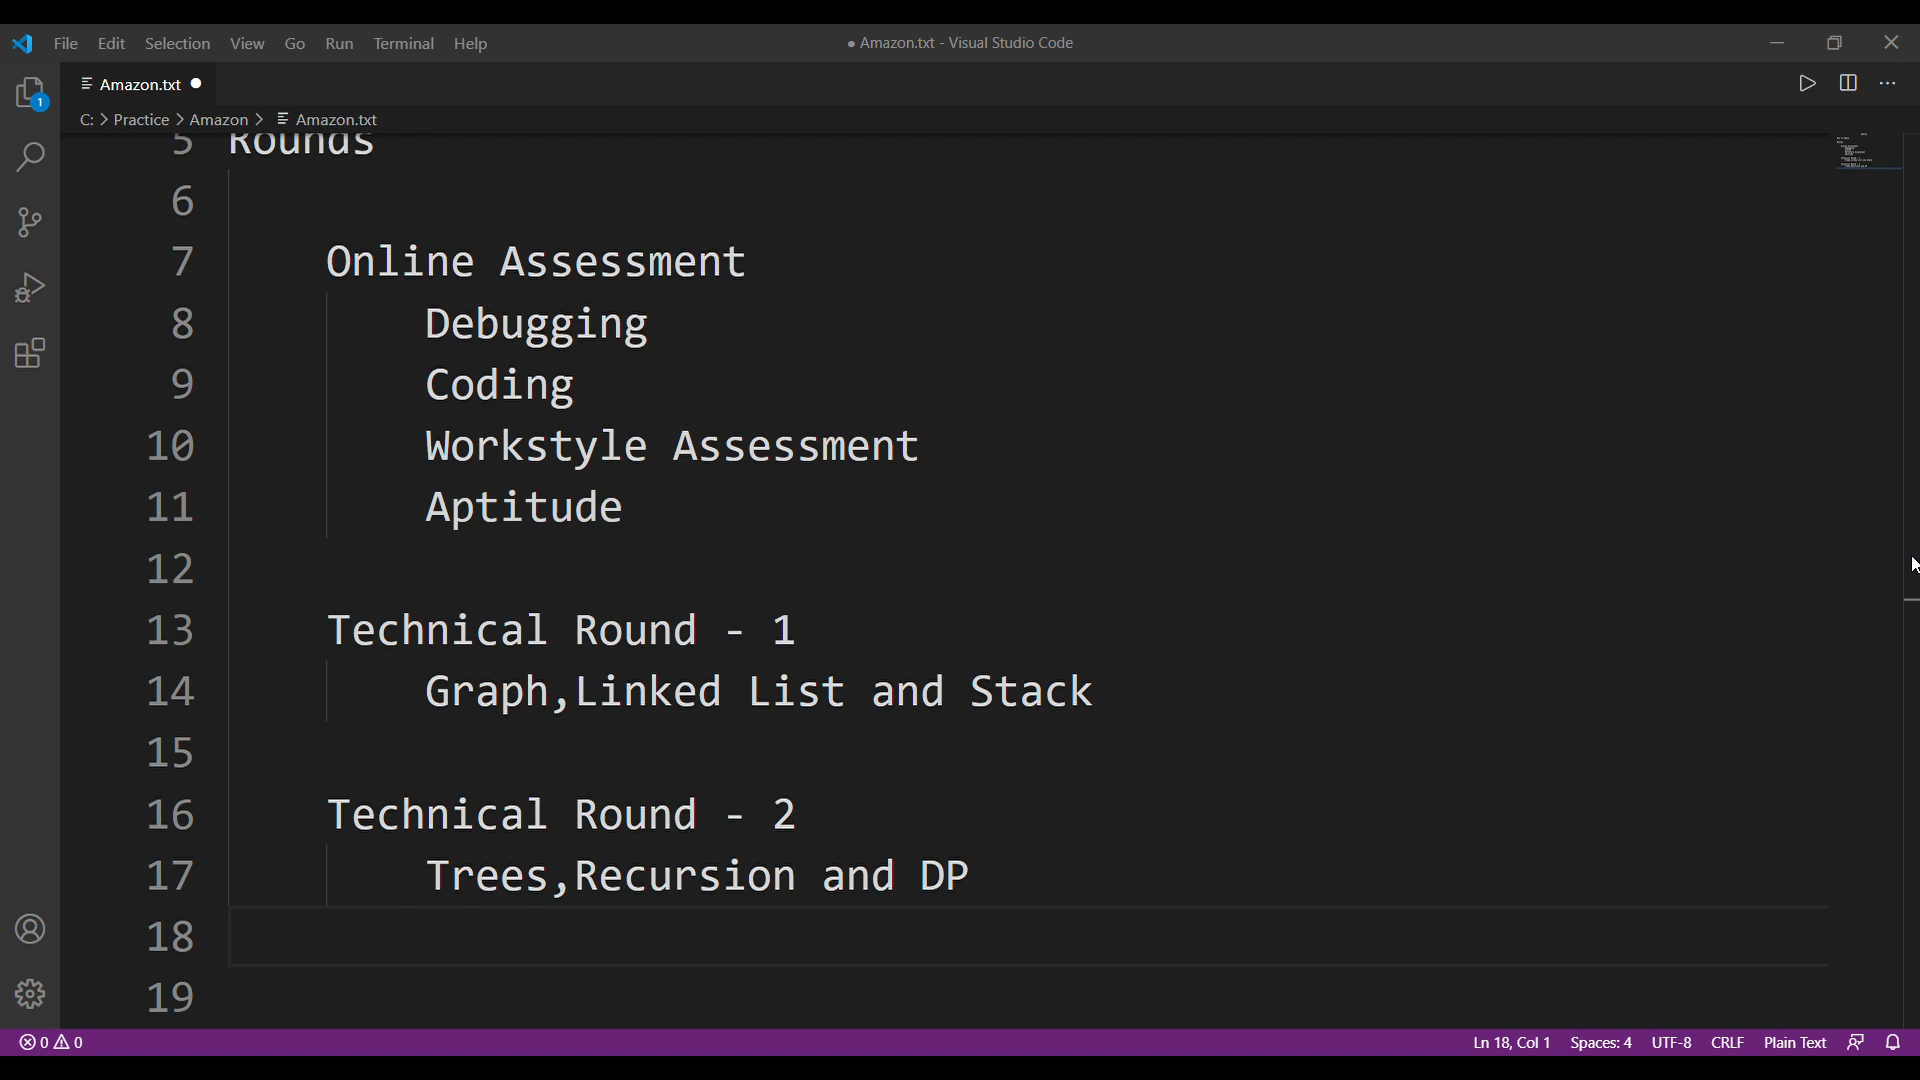 File Edit Selection View Go Run Terminal Help ● Amazon.txt - Visual Studio Code
Amazon.txt
C: > Practice > Amazon > Amazon.txt
1
5 Rounds
6
7 Online Assessment
8 Debugging
9 Coding
10 Workstyle Assessment
11 Aptitude
12
13 Technical Round - 1
14 Graph,Linked List and Stack
15
16 Technical Round - 2
17 Trees,Recursion and DP
18
19
0 0 Ln 18, Col 1 Spaces: 4 UTF-8 CRLF Plain Text